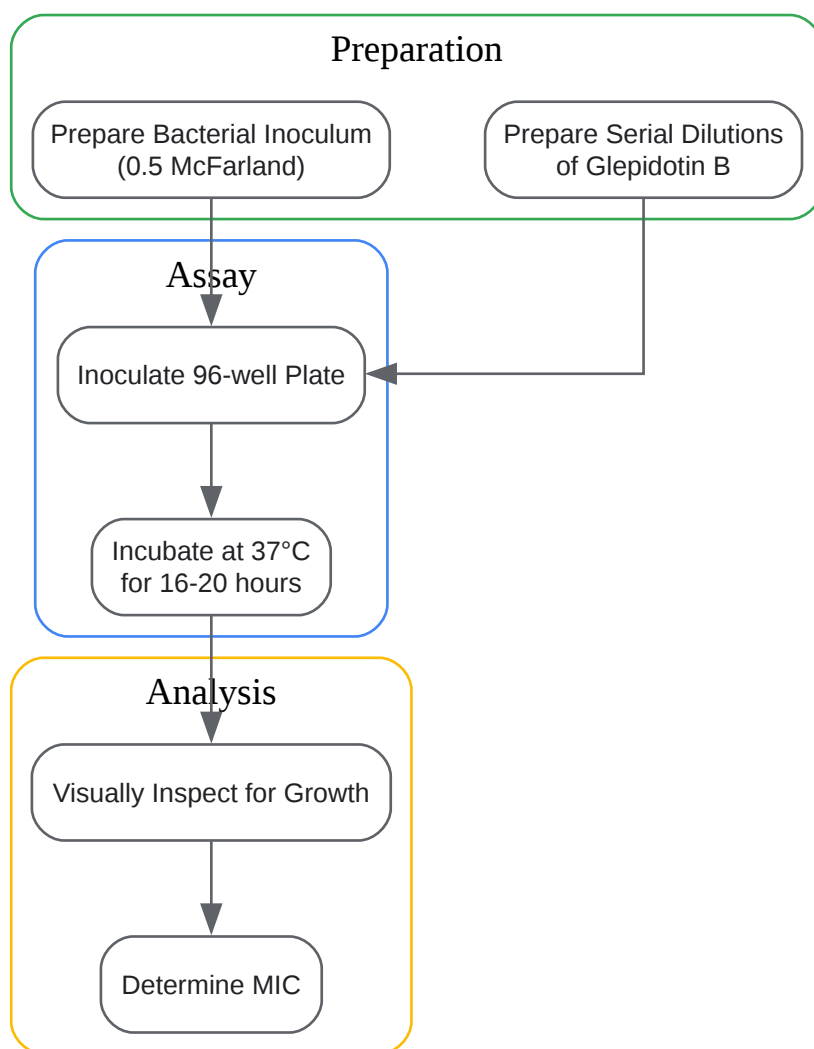 Preparation
Prepare Bacterial Inoculum
(0.5 McFarland)
Prepare Serial Dilutions
of Glepidotin B
Assay
Inoculate 96-well Plate
Incubate at 37°C
for 16-20 hours
Analysis
Visually Inspect for Growth
Determine MIC